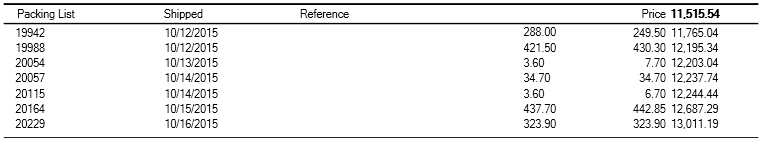 Packing List Shipped Reference Price 11,515.54
19942 10/12/2015 288.00 249.50 11,765.04
19988 10/12/2015 421.50 430.30 12,195.34
20054 10/13/2015 3.60 7.70 12,203.04
20057 10/14/2015 34.70 34.70 12,237.74
20115 10/14/2015 3.60 6.70 12,244.44
20164 10/15/2015 437.70 442.85 12,687.29
20229 10/16/2015 323.90 323.90 13,011.19